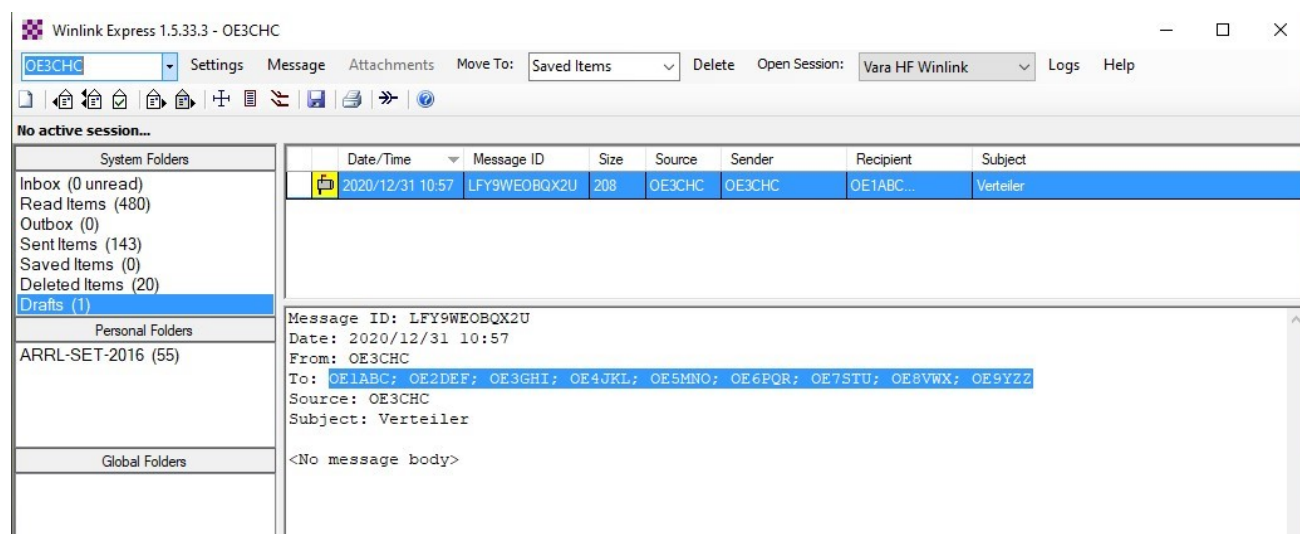 Winlink Express 1.5.33.3 - OE3CHC
OE3CHC Settings Message Attachments Move To: Saved Items Delete Open Session: Vara HF Winlink Logs Help
No active session...
System Folders
Inbox (0 unread)
Read Items (480)
Outbox (0)
Sent Items (143)
Saved Items (0)
Deleted Items (20)
Drafts (1)
Personal Folders
ARRL-SET-2016 (55)
Global Folders
Date/Time Message ID Size Source Sender Recipient Subject
2020/12/31 10:57 LFY9WEOBQX2U 208 OE3CHC OE3CHC OE1ABC... Verteiler
Message ID: LFY9WEOBQX2U
Date: 2020/12/31 10:57
From: OE3CHC
To: OE1ABC; OE2DEF; OE3GHI; OE4JKL; OE5MNO; OE6PQR; OE7STU; OE8VWX; OE9YZZ
Source: OE3CHC
Subject: Verteiler
<No message body>